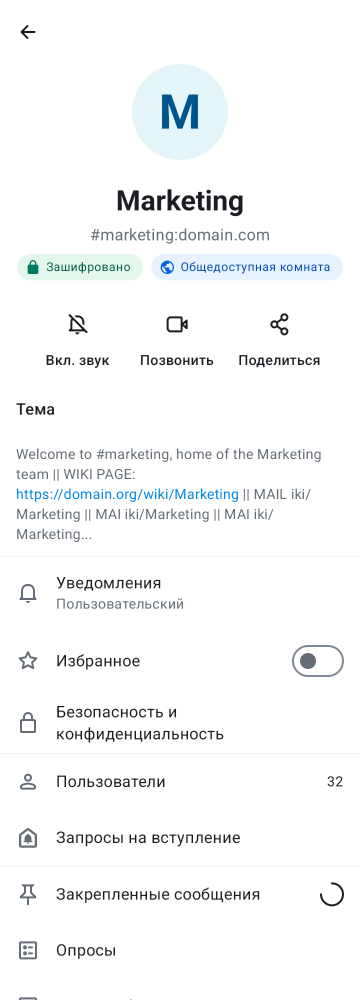 M
Marketing
#marketing:domain.com
Зашифровано
Общедоступная комната
Вкл. звук
Позвонить
Поделиться
Тема
Welcome to #marketing, home of the Marketing
team || WIKI PAGE:
https://domain.org/wiki/Marketing || MAIL iki/
Marketing || MAI iki/Marketing || MAI iki/
Marketing...
Уведомления
Пользовательский
Избранное
Безопасность и
конфиденциальность
Пользователи 32
Запросы на вступление
Закрепленные сообщения
Опросы